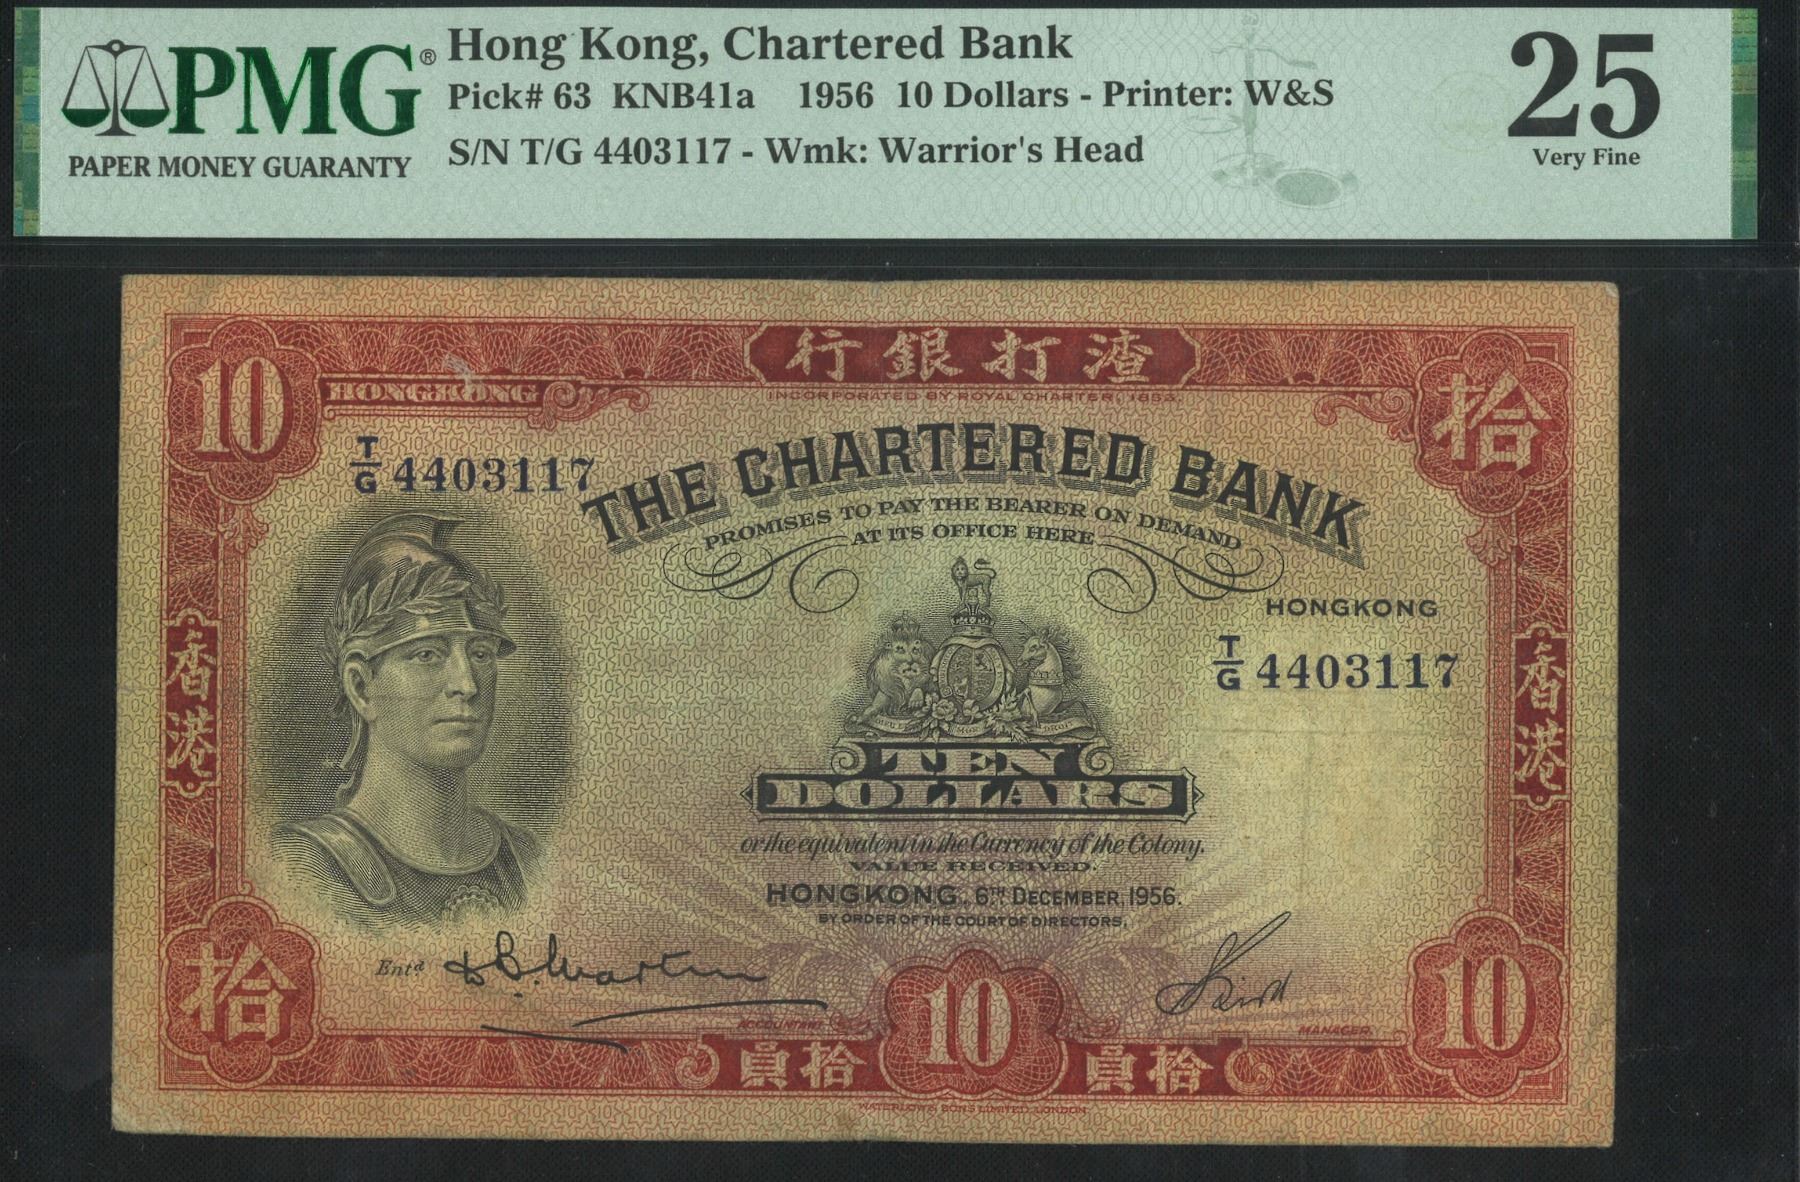 PMG®
PAPER MONEY GUARANTY
Hong Kong, Chartered Bank
Pick# 63 KNB41a 1956 10 Dollars - Printer: W&S
S/N T/G 4403117 - Wmk: Warrior's Head
25
Very Fine
行銀打渣
10
HONGKONG
INCORPORATED BY ROYAL CHARTER, 1853.
拾
T/G 4403117
THE CHARTERED BANK
PROMISES TO PAY THE BEARER ON DEMAND
AT ITS OFFICE HERE
HONGKONG
T/G 4403117
香港
香港
TEN
DOLLARS
or the equivalent in the Currency of the Colony.
VALUE RECEIVED.
HONGKONG, 6TH DECEMBER, 1956.
BY ORDER OF THE COURT OF DIRECTORS,
Entd
ACCOUNTANT
MANAGER
拾
員拾
10
員拾
10
WATERLOW & SONS LIMITED, LONDON